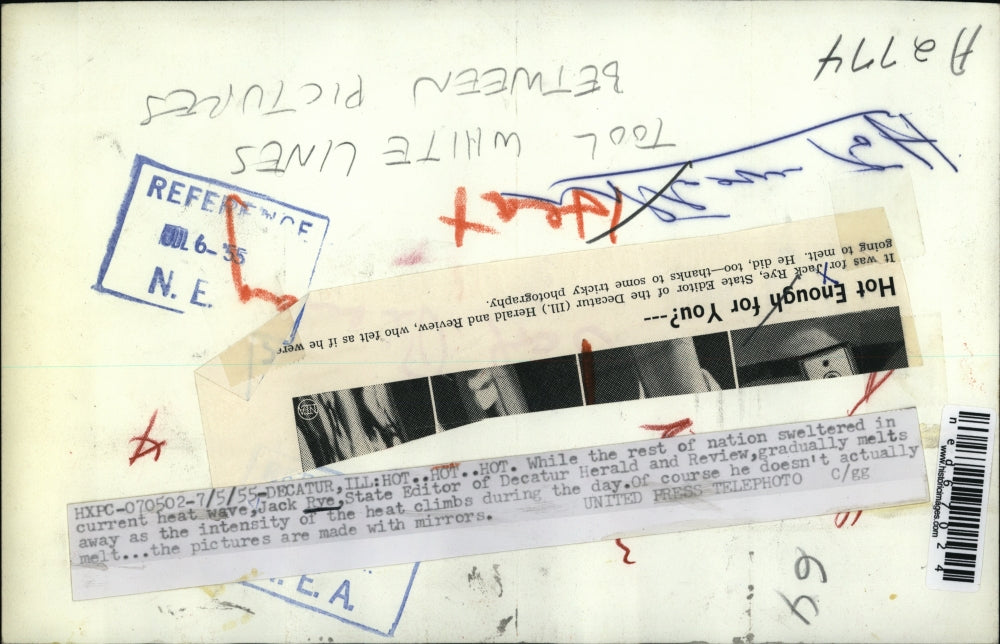 A2774
TOOL WHITE LINES
BETWEEN PICTURES
Heat
REFERENCE
JUL 6-'55
N. E.
Hot Enough for You?---
It was for Jack Rye, State Editor of the Decatur (Ill.) Herald and Review, who felt as if he were
going to melt. He did, too—thanks to some tricky photography.
NEA
HXPC-070502-7/5/55-DECATUR,ILL:HOT..HOT..HOT. While the rest of nation sweltered in
current heat wave,Jack Rye,State Editor of Decatur Herald and Review,gradually melts
away as the intensity of the heat climbs during the day.Of course he doesn't actually
melt...the pictures are made with mirrors.
UNITED PRESS TELEPHOTO C/gg
. E. A.
64
www.historicimages.com